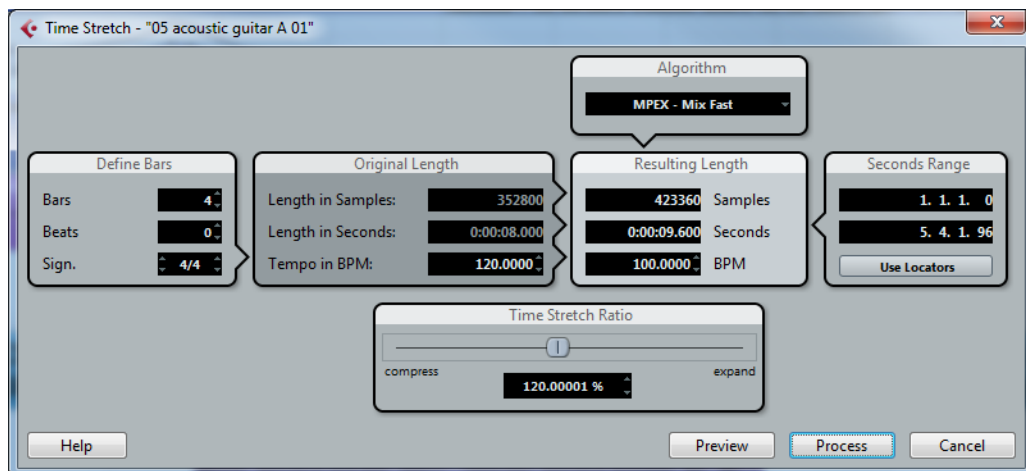 Time Stretch - "05 acoustic guitar A 01"
Algorithm
MPEX - Mix Fast
Define Bars
Bars 4
Beats 0
Sign. 4/4
Original Length
Length in Samples: 352800
Length in Seconds: 0:00:08.000
Tempo in BPM: 120.0000
Resulting Length
423360 Samples
0:00:09.600 Seconds
100.0000 BPM
Seconds Range
1. 1. 1. 0
5. 4. 1. 96
Use Locators
Time Stretch Ratio
compress expand
120.00001 %
Help Preview Process Cancel